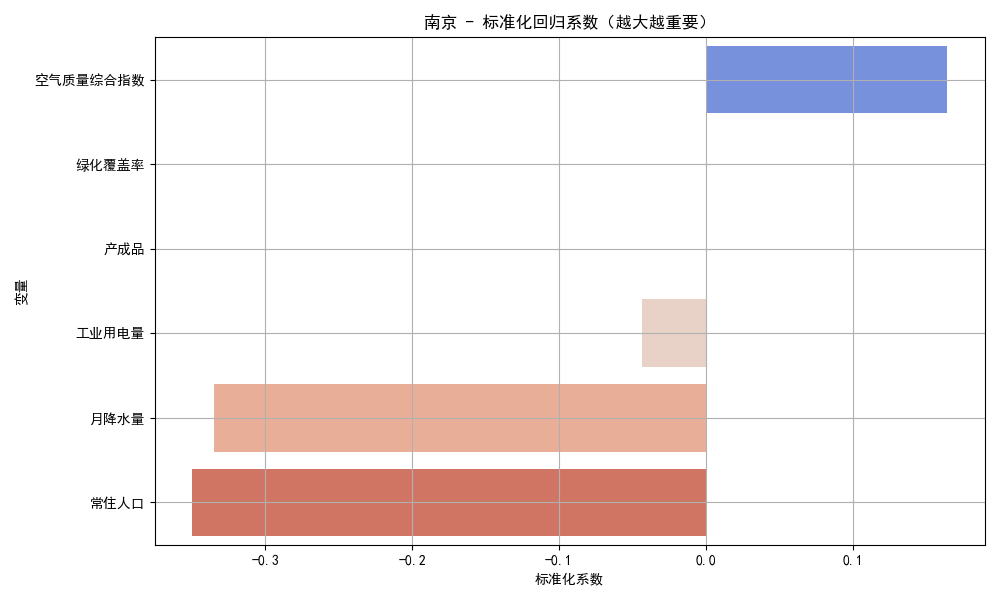 南京 - 标准化回归系数（越大越重要）
空气质量综合指数
绿化覆盖率
产成品
工业用电量
月降水量
常住人口
变量
-0.3
-0.2
-0.1
0.0
0.1
标准化系数